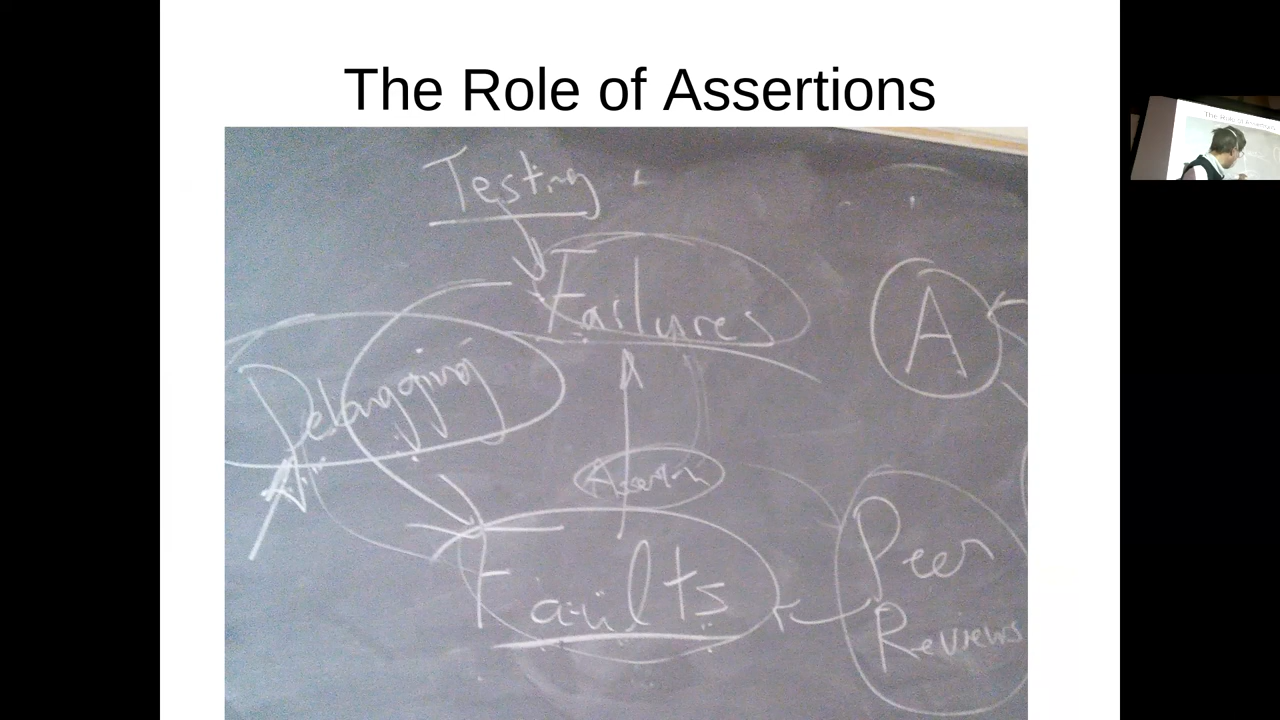 The Role of Assertions
Testing
Failures
A
Debugging
Faults
Peer
Reviews